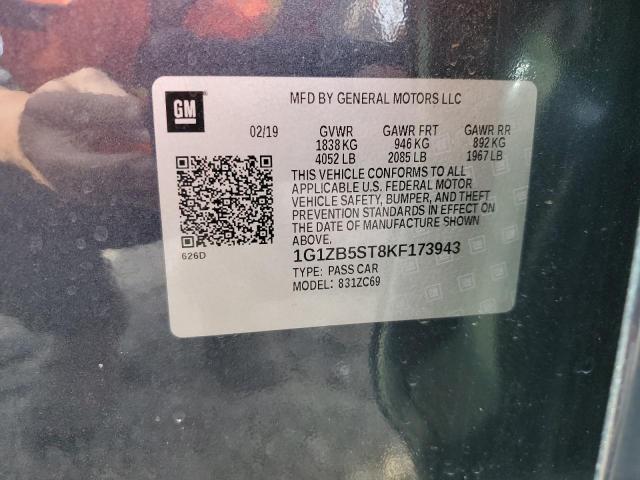 GM
MFD BY GENERAL MOTORS LLC
02/19 GVWR GAWR FRT GAWR RR
1838 KG 946 KG 892 KG
4052 LB 2085 LB 1967 LB
THIS VEHICLE CONFORMS TO ALL
APPLICABLE U.S. FEDERAL MOTOR
VEHICLE SAFETY, BUMPER, AND THEFT
PREVENTION STANDARDS IN EFFECT ON
THE DATE OF MANUFACTURE SHOWN
ABOVE.
626D
1G1ZB5ST8KF173943
TYPE: PASS CAR
MODEL: 831ZC69